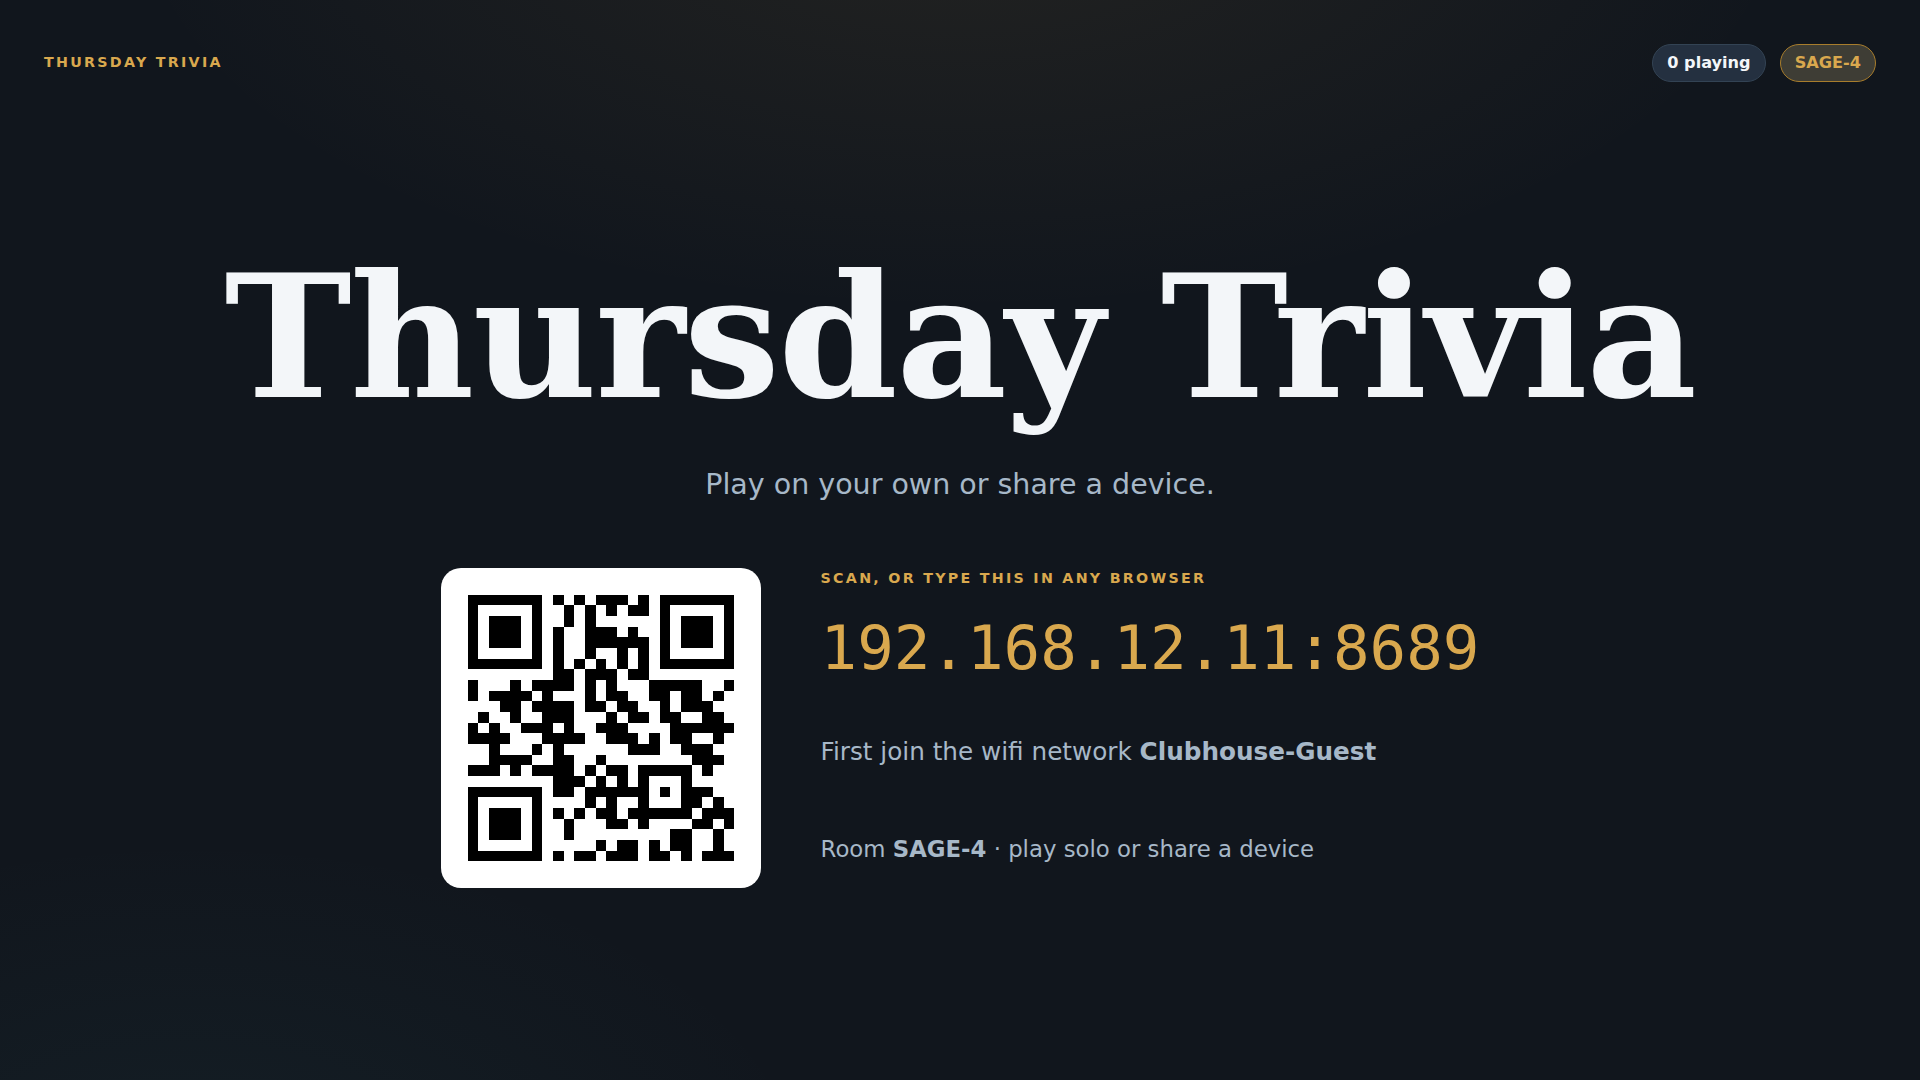 THURSDAY TRIVIA
0 playing
SAGE-4
Thursday Trivia
Play on your own or share a device.
SCAN, OR TYPE THIS IN ANY BROWSER
192.168.12.11:8689
First join the wifi network Clubhouse-Guest
Room SAGE-4 · play solo or share a device